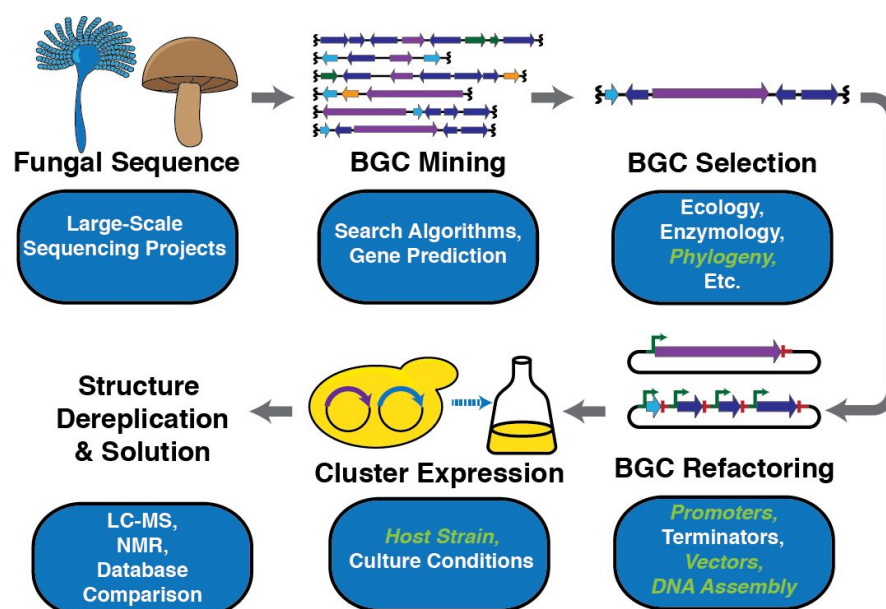 Fungal Sequence
Large-Scale
Sequencing Projects
BGC Mining
Search Algorithms,
Gene Prediction
BGC Selection
Ecology,
Enzymology,
Phylogeny,
Etc.
BGC Refactoring
Promoters,
Terminators,
Vectors,
DNA Assembly
Cluster Expression
Host Strain,
Culture Conditions
Structure
Dereplication
& Solution
LC-MS,
NMR,
Database
Comparison